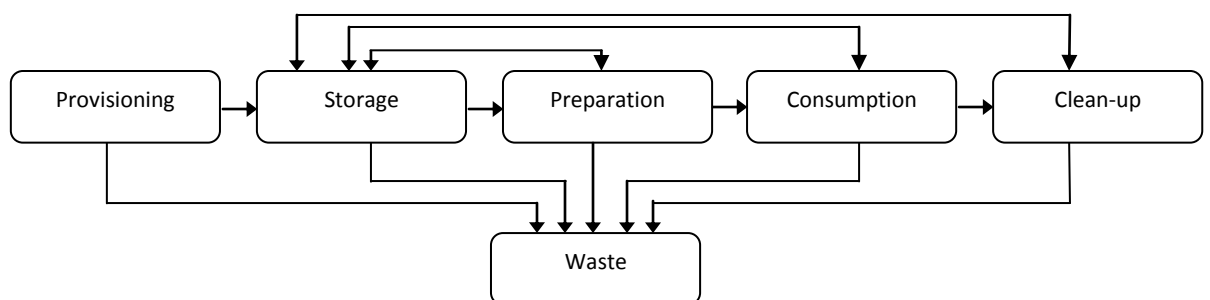 Provisioning
Storage
Preparation
Consumption
Clean-up
Waste